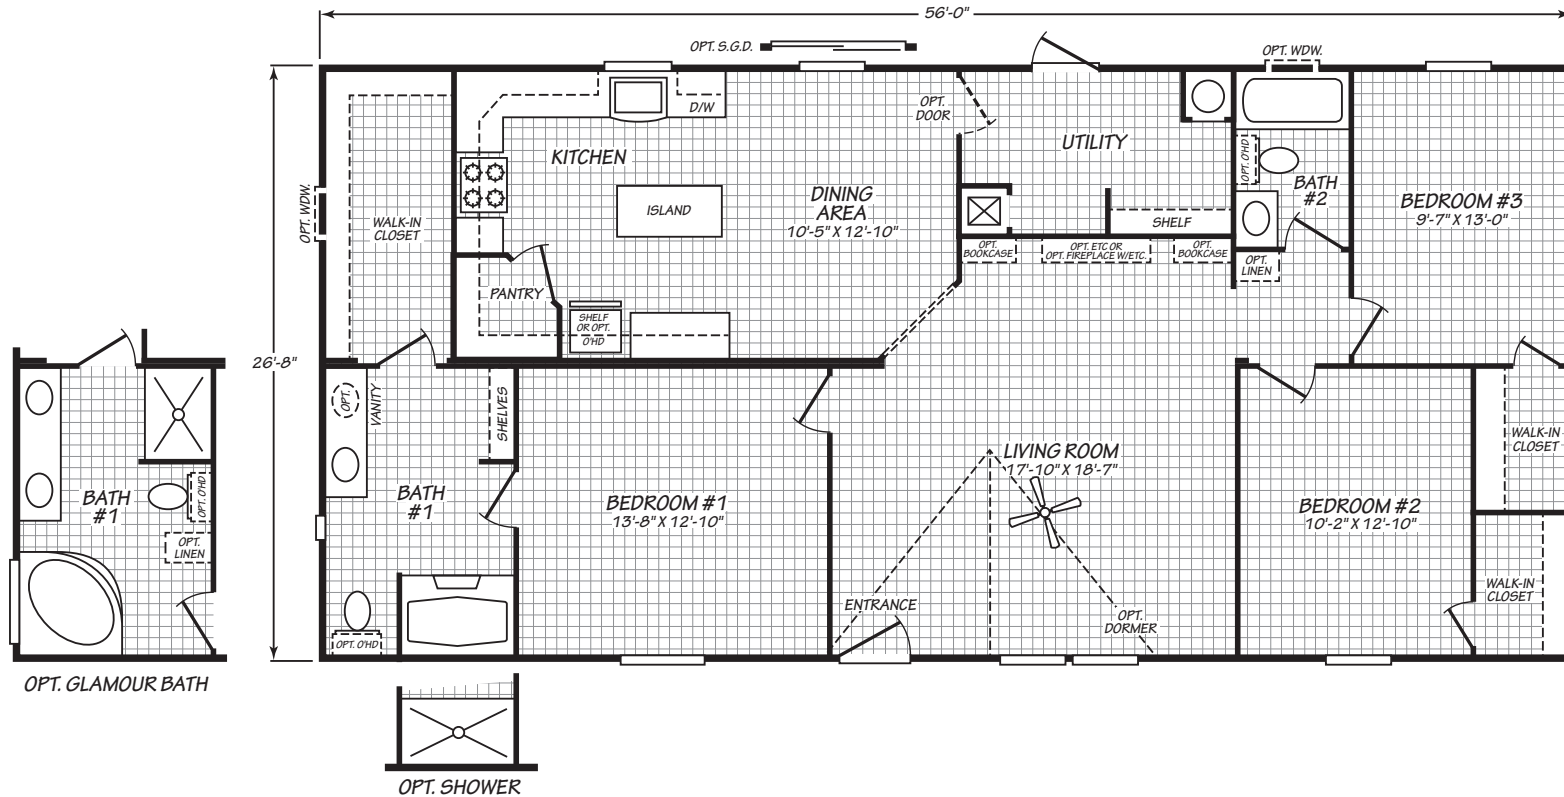 56'-0"
OPT. S.G.D.
OPT. WDW.
D/W
OPT.
DOOR
KITCHEN
UTILITY
OPT. O'HD
BATH
#2
BEDROOM #3
9'-7" X 13'-0"
OPT. WDW.
WALK-IN
CLOSET
ISLAND
DINING
AREA
10'-5" X 12'-10"
SHELF
OPT.
BOOKCASE
OPT. ETC OR
OPT. FIREPLACE W/ETC.
OPT.
BOOKCASE
OPT.
LINEN
PANTRY
SHELF
OR OPT.
O'HD
26'-8"
OPT.
VANITY
SHELVES
BATH
#1
BEDROOM #1
13'-8" X 12'-10"
LIVING ROOM
17'-10" X 18'-7"
BEDROOM #2
10'-2" X 12'-10"
WALK-IN
CLOSET
WALK-IN
CLOSET
ENTRANCE
OPT.
DORMER
OPT. O'HD
BATH
#1
OPT. O'HD
OPT.
LINEN
OPT. GLAMOUR BATH
OPT. SHOWER